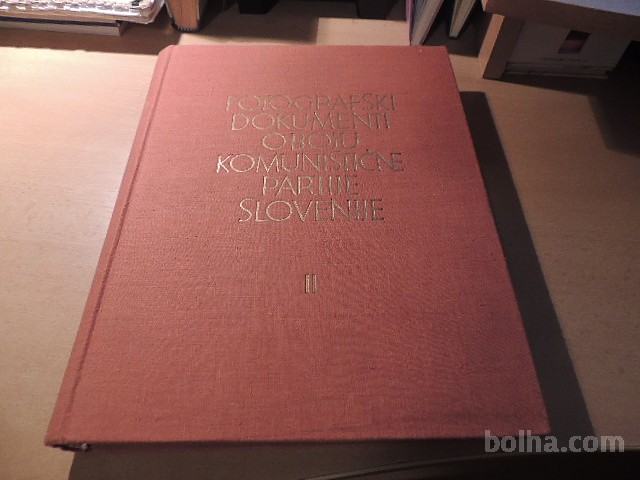 FOTOGRAFSKI
DOKUMENTI
O BOJU
KOMUNISTIČNE
PARTIJE
SLOVENIJE
II
bolha.com